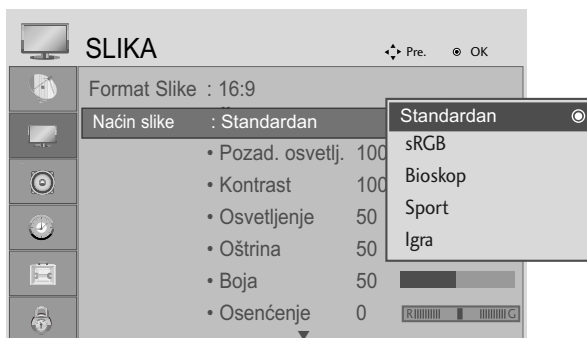 SLIKA
Pre. OK
Format Slike : 16:9
Naćin slike : Standardan
• Pozad. osvetlj. 100
• Kontrast 100
• Osvetljenje 50
• Oštrina 50
• Boja 50
• Osenćenje 0
R G
Standardan
sRGB
Bioskop
Sport
Igra